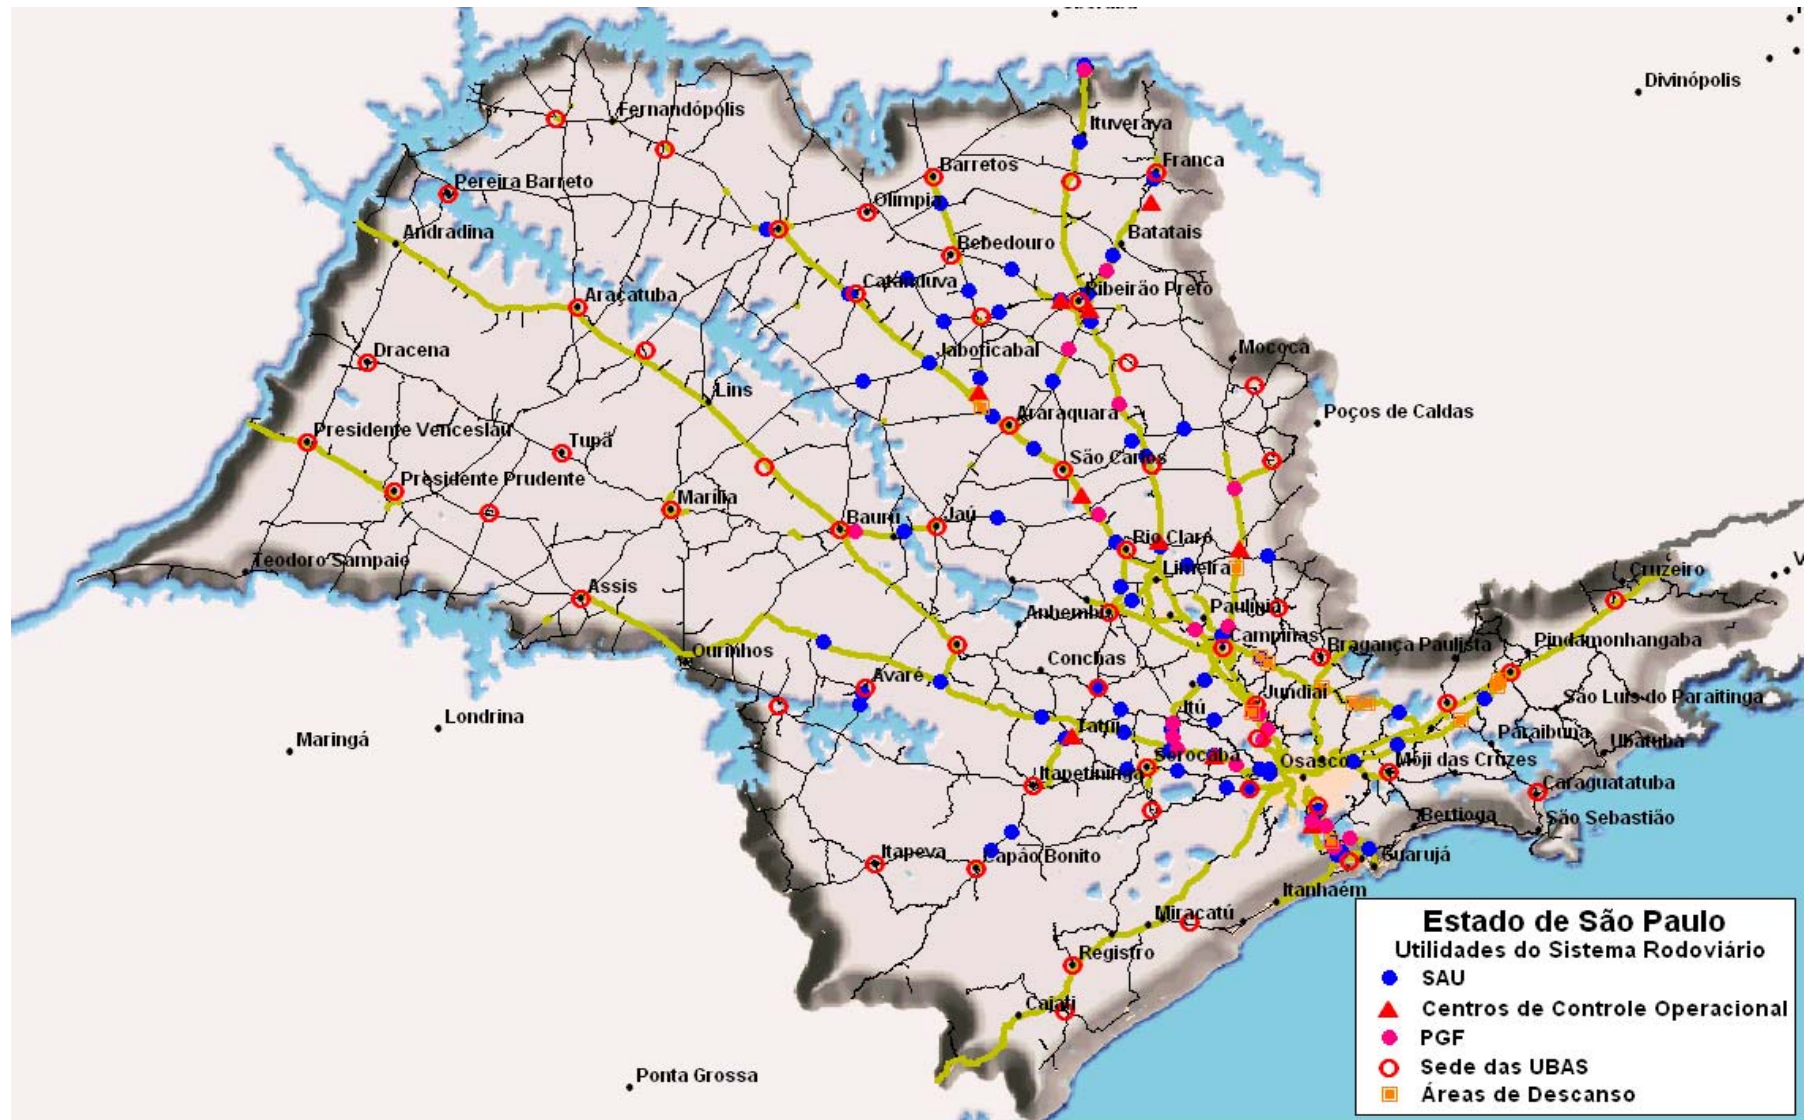 Divinópolis
Fernandópolis
Ituverava
Barretos
Franca
Pereira Barreto
Olímpia
Andradina
Bebedouro
Batatais
Catanduva
Ribeirão Preto
Araçatuba
Dracena
Jaboticabal
Mococa
Lins
Araraquara
Poços de Caldas
Presidente Venceslau
Tupã
São Carlos
Presidente Prudente
Marília
Bauru
Jaú
Rio Claro
Teodoro Sampaio
Limeira
Cruzeiro
Assis
Anhembi
Paulínia
Campinas
Bragança Paulista
Pindamonhangaba
Ourinhos
Conchas
Avaré
Jundiaí
São Luís do Paraitinga
Londrina
Itú
Tatuí
Maringá
Paraibuna
Ubatuba
Sorocaba
Osasco
Moji das Cruzes
Itapetininga
Caraguatatuba
Bertioga
São Sebastião
Itapeva
Capão Bonito
Guarujá
Itanhaém
Miracatú
Registro
Cajati
Ponta Grossa
Estado de São Paulo
Utilidades do Sistema Rodoviário
SAU
Centros de Controle Operacional
PGF
Sede das UBAS
Áreas de Descanso